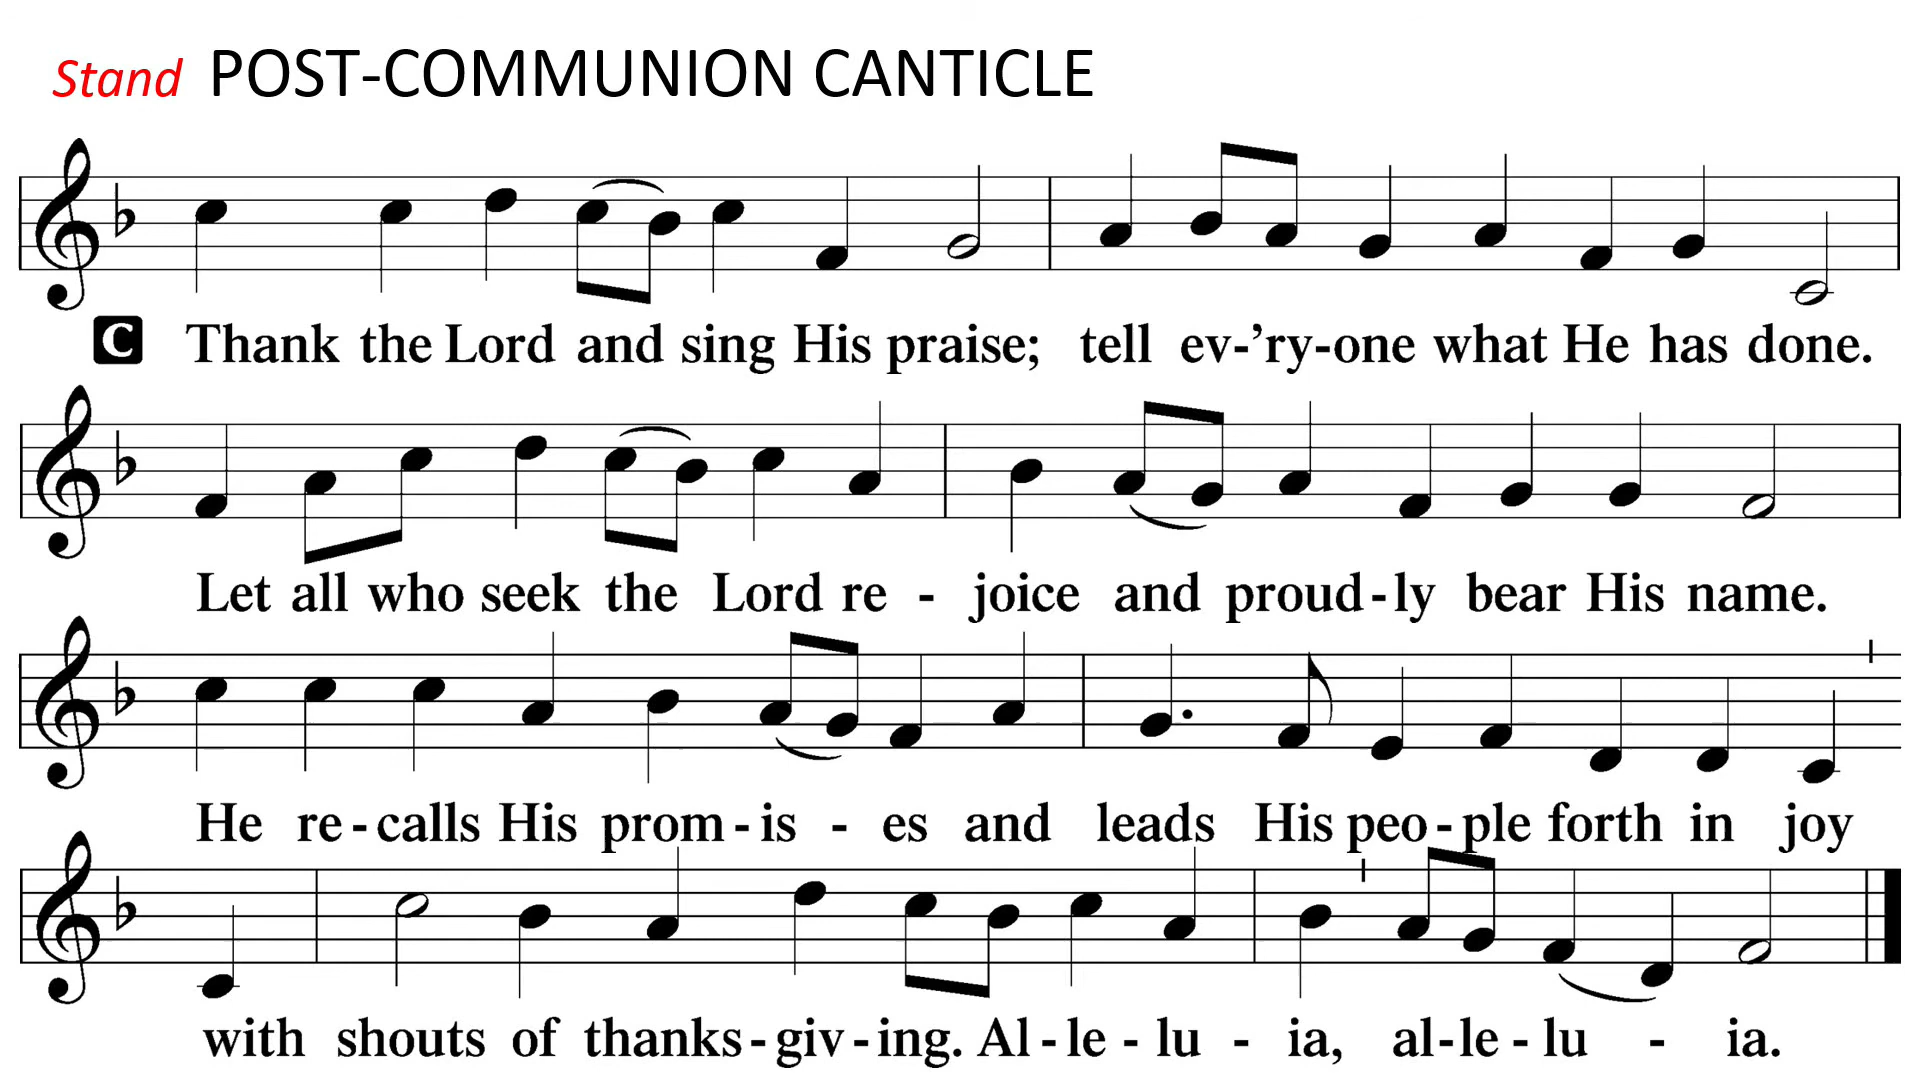 Stand POST-COMMUNION CANTICLE
C Thank the Lord and sing His praise; tell ev-’ry-one what He has done.
Let all who seek the Lord re - joice and proud-ly bear His name.
He re-calls His prom-is - es and leads His peo-ple forth in joy
with shouts of thanks-giv-ing. Al-le-lu - ia, al-le-lu - ia.